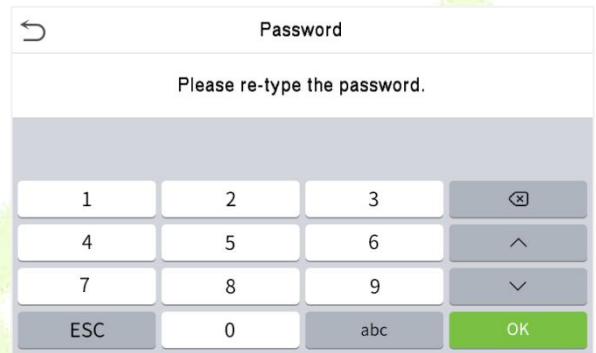 Password
Please re-type the password.
1 2 3
4 5 6
7 8 9
ESC 0 abc OK